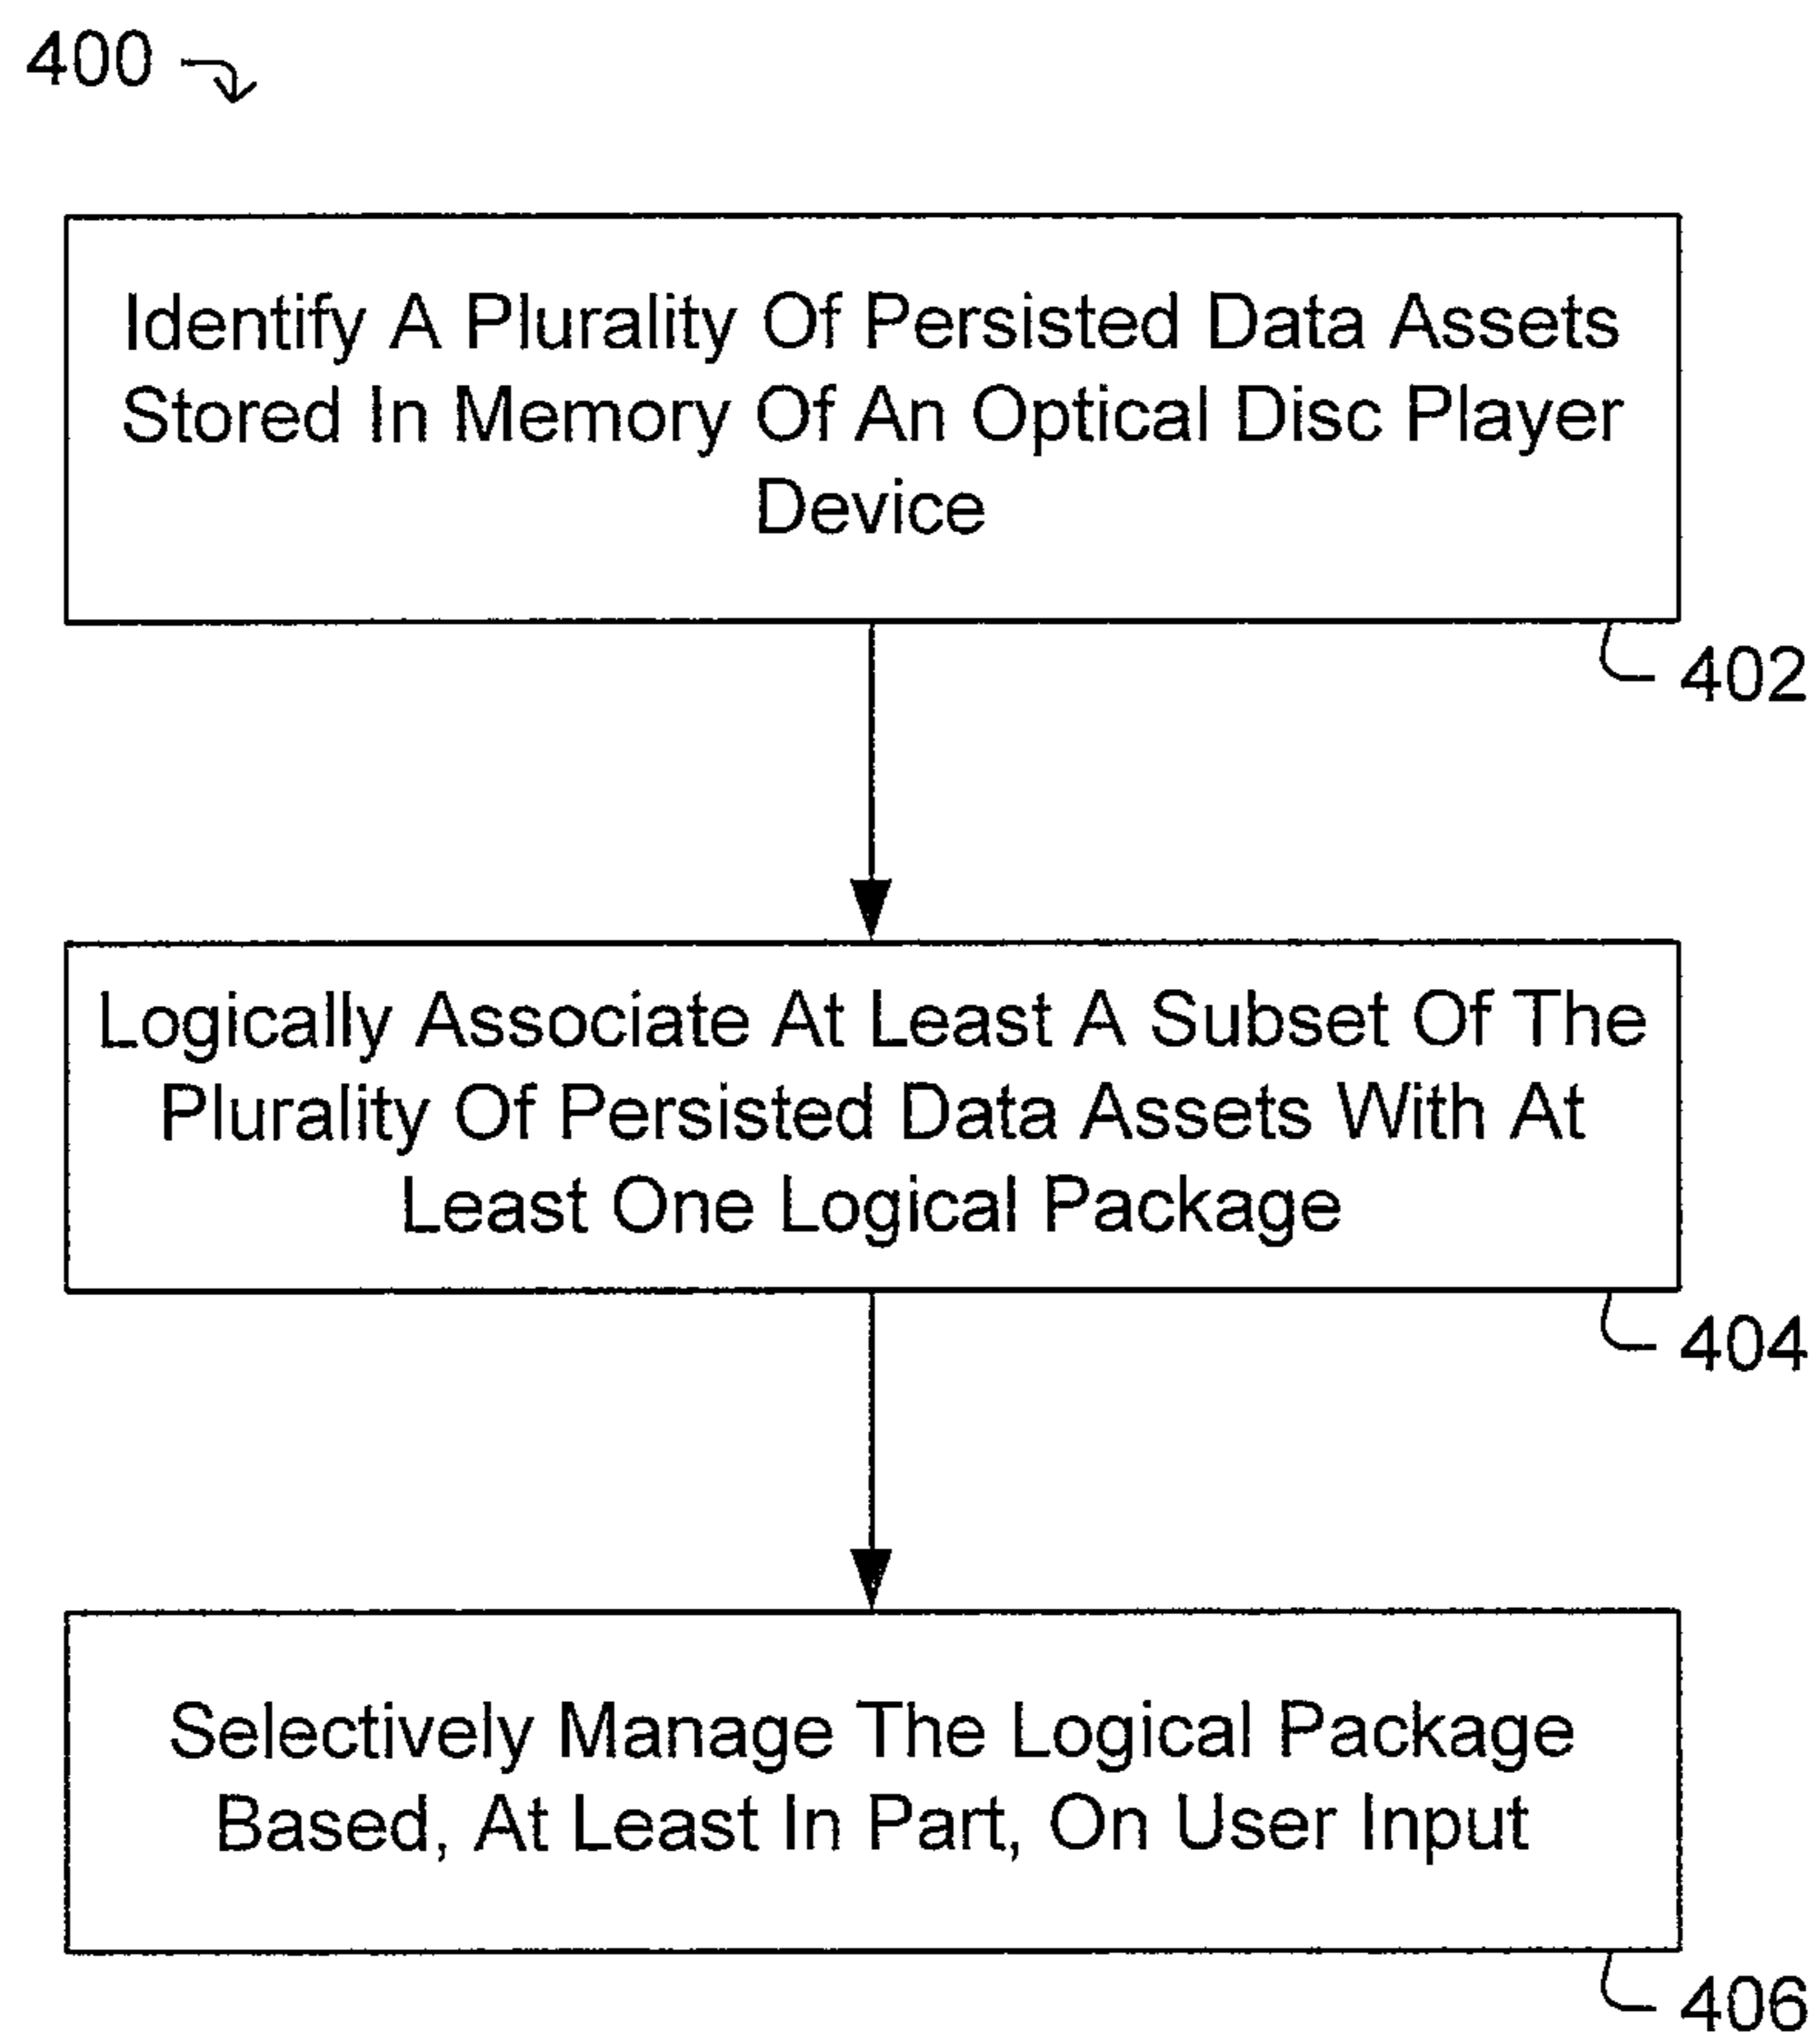 400
Identify A Plurality Of Persisted Data Assets
Stored In Memory Of An Optical Disc Player
Device
402
Logically Associate At Least A Subset Of The
Plurality Of Persisted Data Assets With At
Least One Logical Package
404
Selectively Manage The Logical Package
Based, At Least In Part, On User Input
406